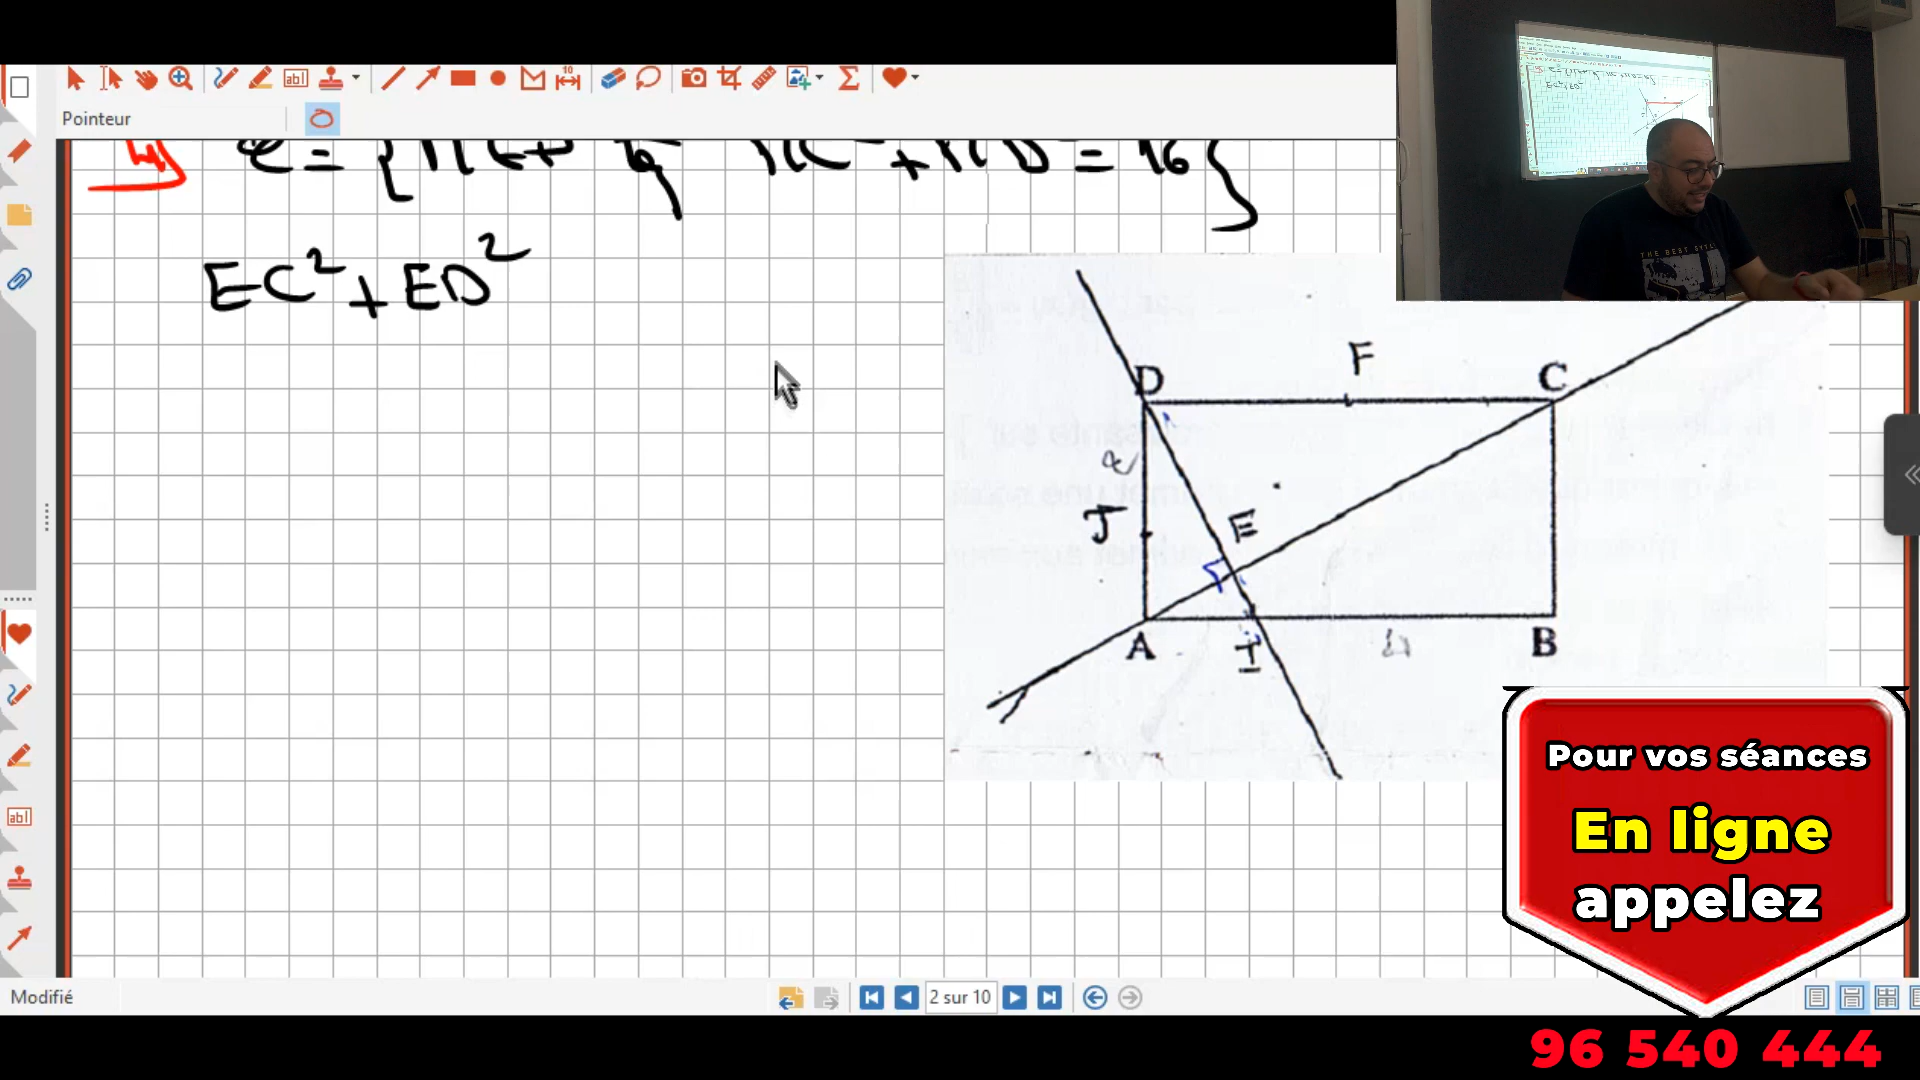 Pointeur
EC² + ED²
F
D
C
J
E
A
I
B
Pour vos séances
En ligne
appelez
Modifié
2 sur 10
96 540 444